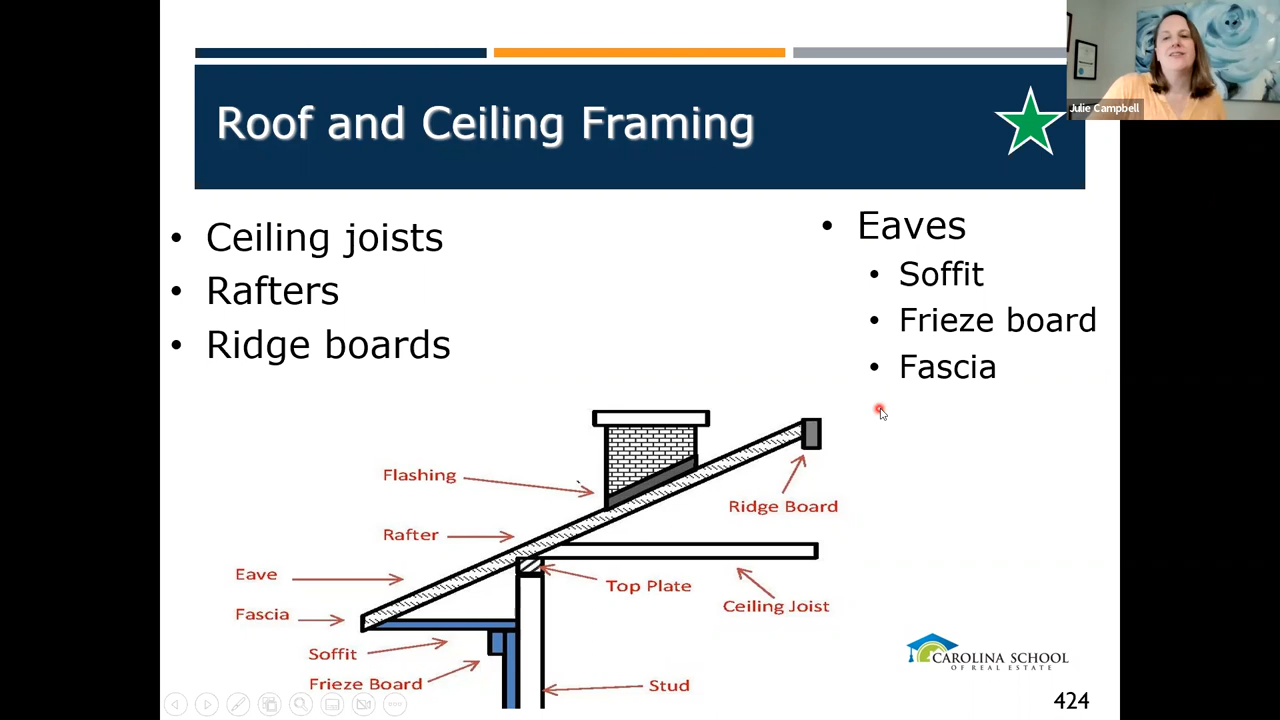 Roof and Ceiling Framing
Julie Campbell
• Ceiling joists
• Rafters
• Ridge boards
• Eaves
• Soffit
• Frieze board
• Fascia
Flashing
Ridge Board
Rafter
Eave
Top Plate
Ceiling Joist
Fascia
Soffit
Frieze Board
Stud
CAROLINA SCHOOL
OF REAL ESTATE
424